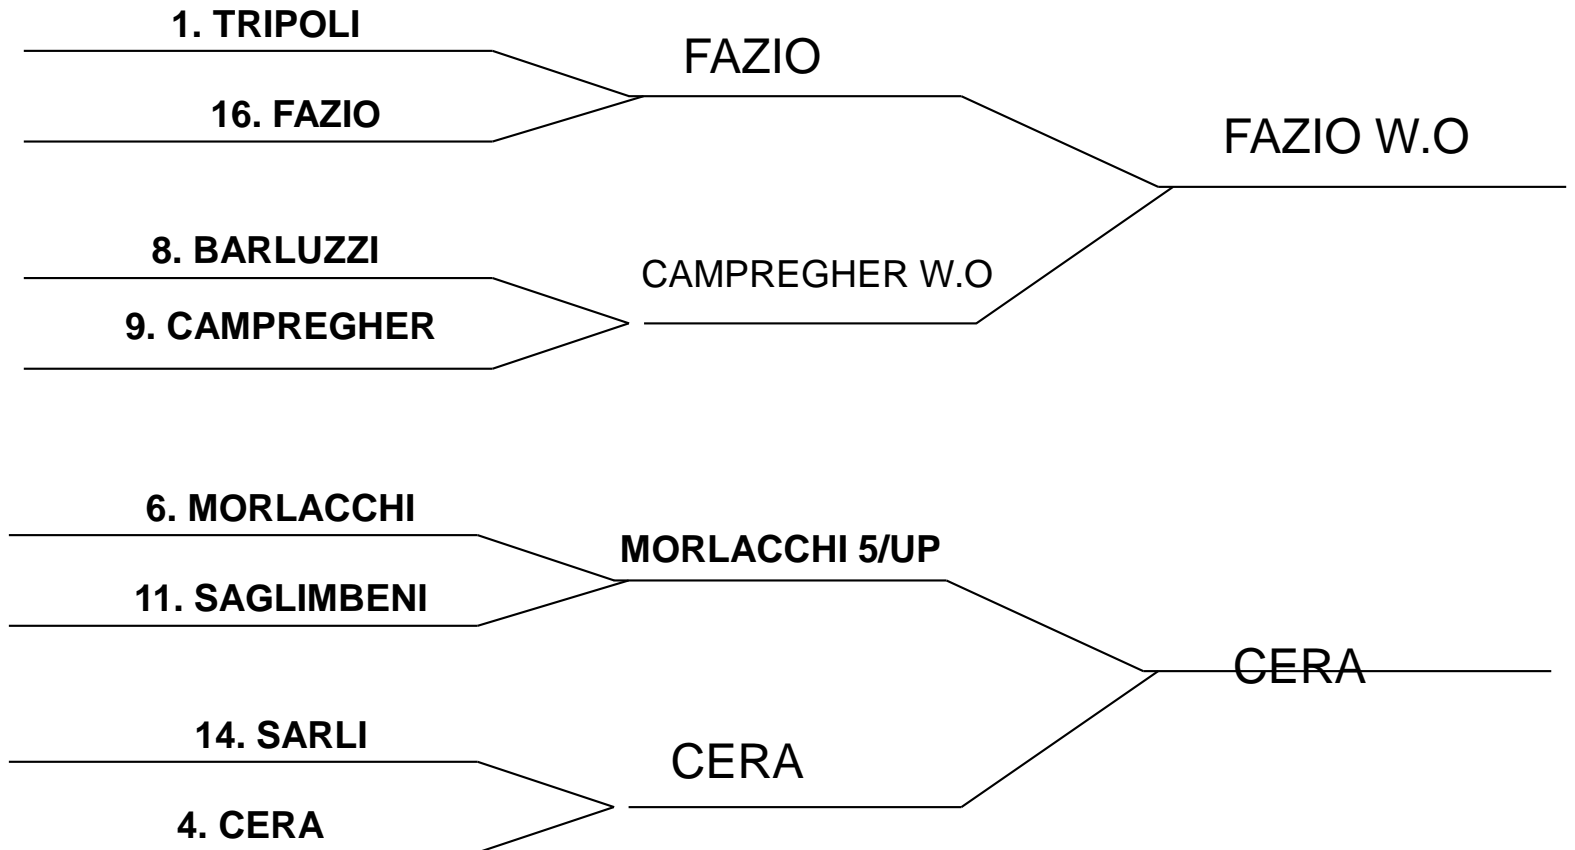 1. TRIPOLI
FAZIO
16. FAZIO
FAZIO W.O
8. BARLUZZI
CAMPREGHER W.O
9. CAMPREGHER
6. MORLACCHI
MORLACCHI 5/UP
11. SAGLIMBENI
CERA
14. SARLI
CERA
4. CERA